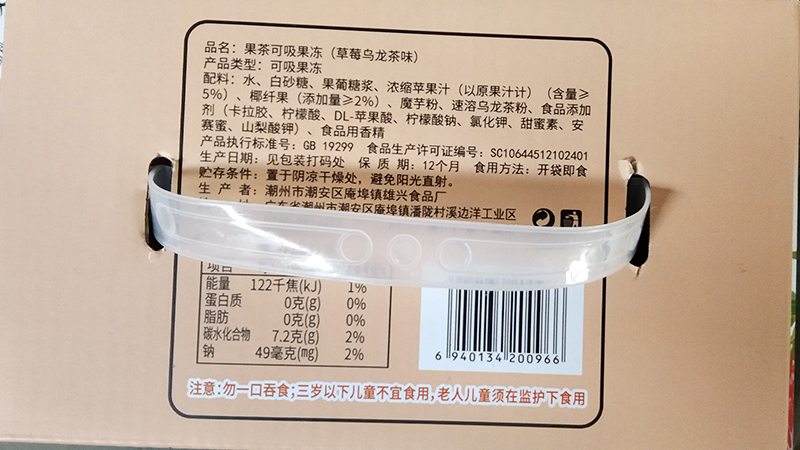 品名：果茶可吸果冻（草莓乌龙茶味）
产品类型：可吸果冻
配料：水、白砂糖、果葡糖浆、浓缩苹果汁（以原果汁计）（含量≥
5%）、椰纤果（添加量≥2%）、魔芋粉、速溶乌龙茶粉、食品添加
剂（卡拉胶、柠檬酸、DL-苹果酸、柠檬酸钠、氯化钾、甜蜜素、安
赛蜜、山梨酸钾）、食品用香精
产品执行标准号：GB 19299 食品生产许可证编号：SC10644512102401
生产日期：见包装打码处 保 质 期：12个月 食用方法：开袋即食
贮存条件：置于阴凉干燥处，避免阳光直射。
生 产 者：潮州市潮安区庵埠镇雄兴食品厂
广东省潮州市潮安区庵埠镇潘陇村溪边洋工业区
项目
能量 122千焦(kJ) 1%
蛋白质 0克(g) 0%
脂肪 0克(g) 0%
碳水化合物 7.2克(g) 2%
钠 49毫克(mg) 2%
6 940134 200966
注意：勿一口吞食；三岁以下儿童不宜食用，老人儿童须在监护下食用